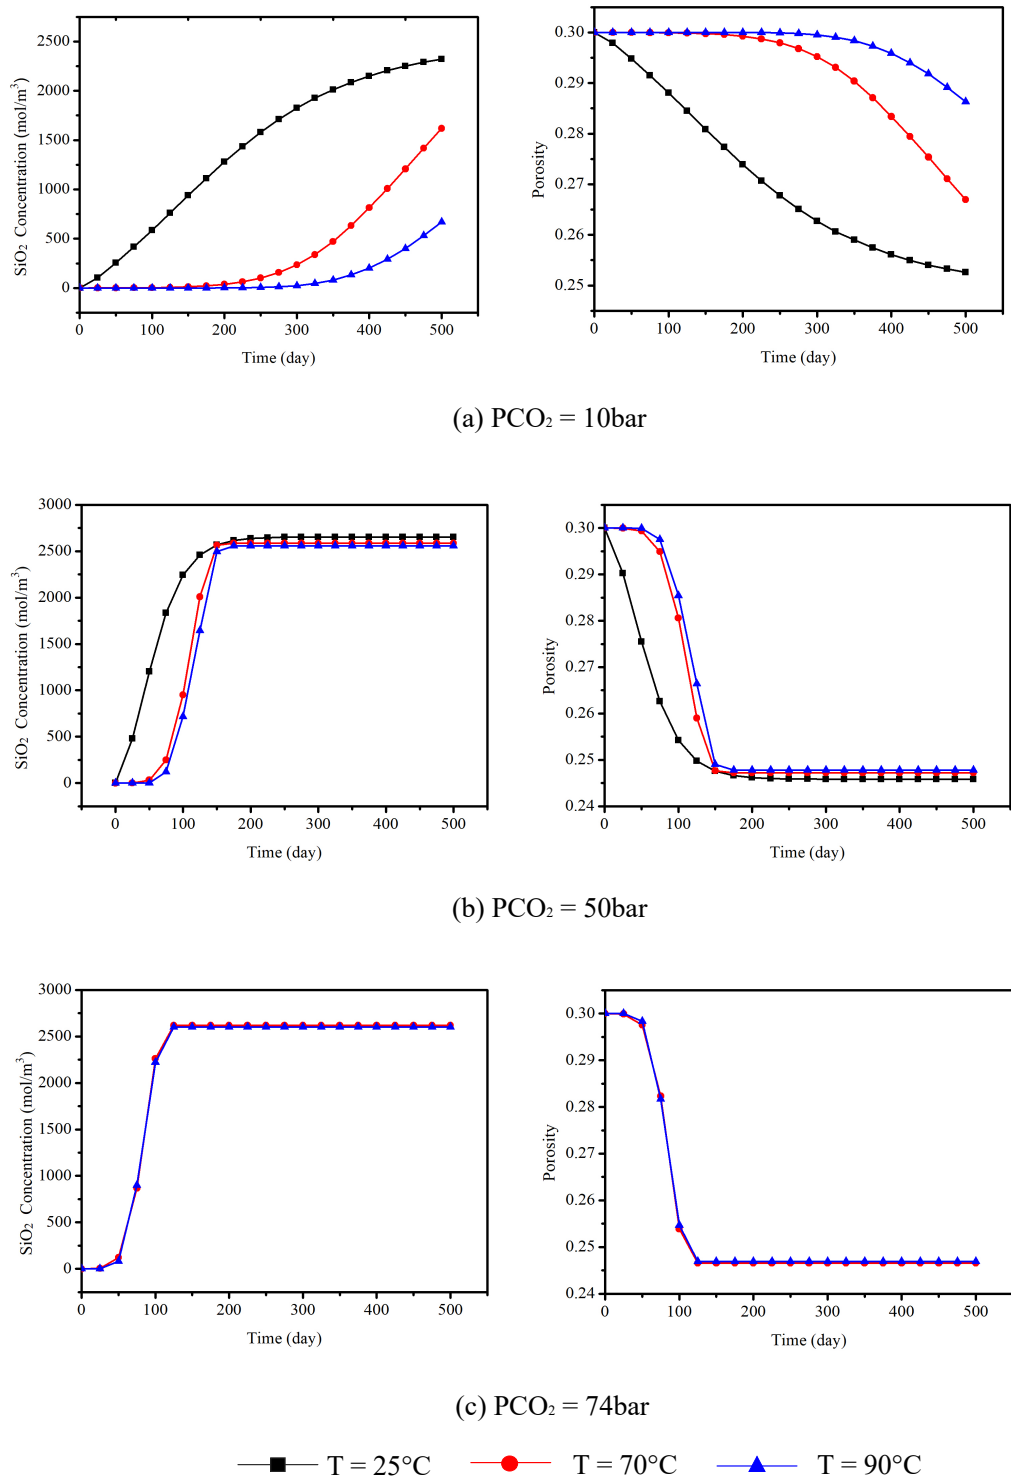 2500
2000
1500
1000
500
0
SiO₂ Concentration (mol/m³)
0 100 200 300 400 500
Time (day)
0.30
0.29
0.28
0.27
0.26
0.25
Porosity
0 100 200 300 400 500
Time (day)
(a) PCO₂ = 10bar
3000
2500
2000
1500
1000
500
0
SiO₂ Concentration (mol/m³)
0 100 200 300 400 500
Time (day)
0.30
0.29
0.28
0.27
0.26
0.25
0.24
Porosity
0 100 200 300 400 500
Time (day)
(b) PCO₂ = 50bar
3000
2500
2000
1500
1000
500
0
SiO₂ Concentration (mol/m³)
0 100 200 300 400 500
Time (day)
0.30
0.29
0.28
0.27
0.26
0.25
0.24
Porosity
0 100 200 300 400 500
Time (day)
(c) PCO₂ = 74bar
T = 25°C T = 70°C T = 90°C